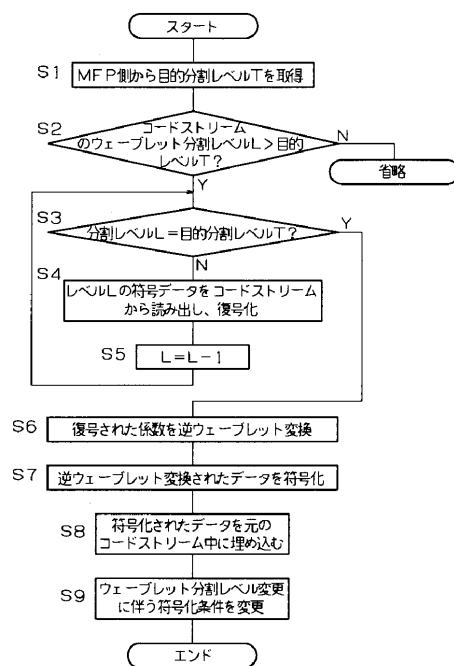 スタート
S1
MFP側から目的分割レベルTを取得
S2
コードストリーム
のウェーブレット分割レベルL>目的
レベルT?
N
省略
Y
S3
分割レベルL=目的分割レベルT?
Y
N
S4
レベルLの符号データをコードストリーム
から読み出し、復号化
S5
L=L-1
S6
復号された係数を逆ウェーブレット変換
S7
逆ウェーブレット変換されたデータを符号化
S8
符号化されたデータを元の
コードストリーム中に埋め込む
S9
ウェーブレット分割レベル変更
に伴う符号化条件を変更
エンド